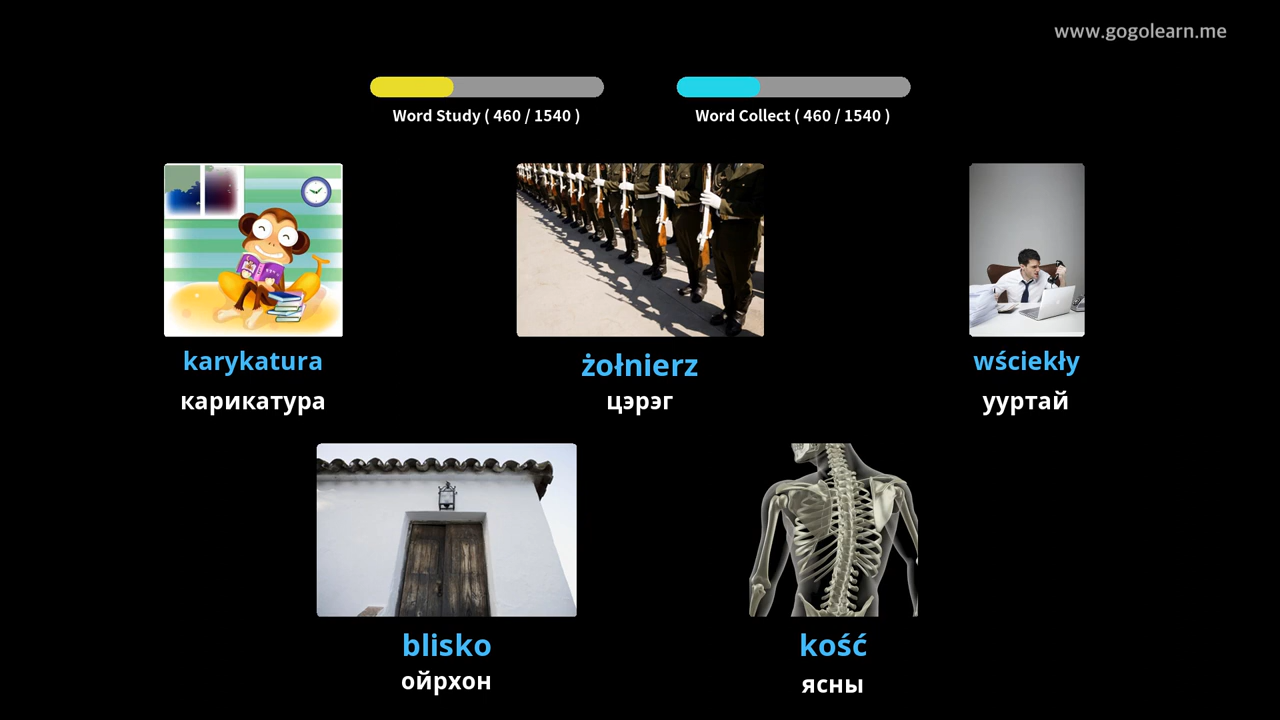 www.gogolearn.me
Word Study ( 460 / 1540 )
Word Collect ( 460 / 1540 )
karykatura
карикатура
żołnierz
цэрэг
wściekły
ууртай
blisko
ойрхон
kość
ясны